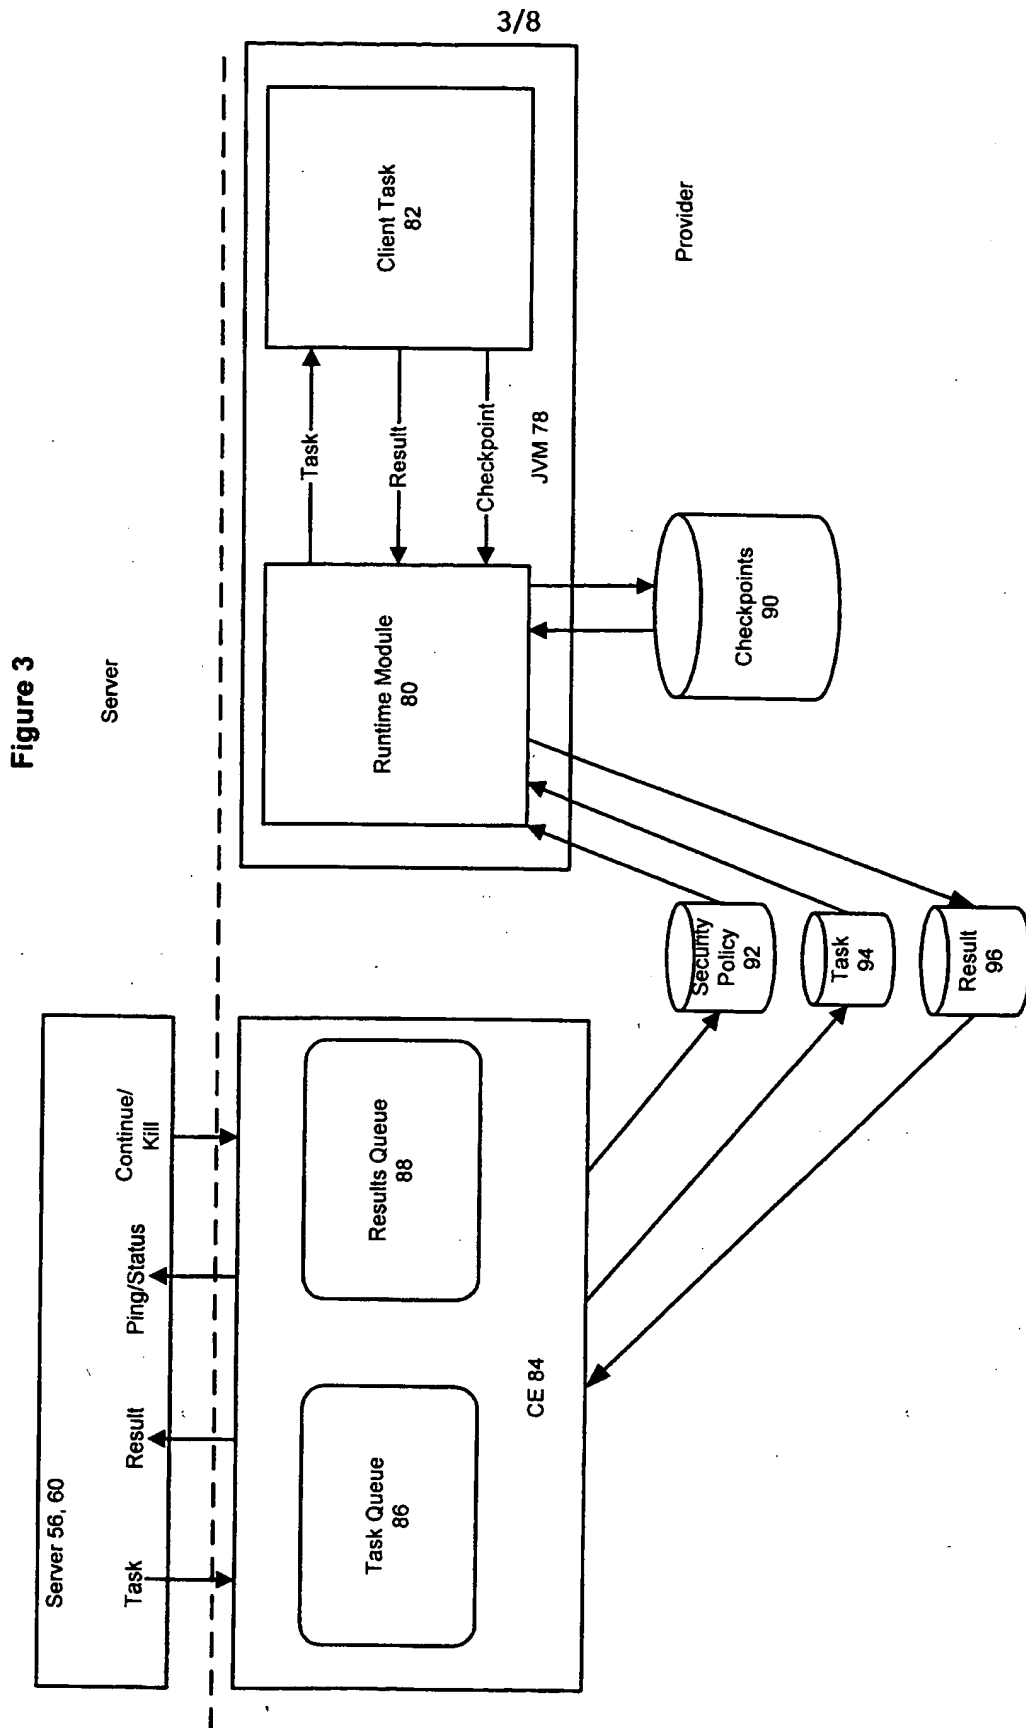 3/8
Figure 3
Server
Server 56, 60
Task
Result
Ping/Status
Continue/
Kill
Task Queue
86
Results Queue
88
CE 84
Runtime Module
80
Task
Result
Checkpoint
Client Task
82
JVM 78
Security
Policy
92
Task
94
Result
96
Checkpoints
90
Provider